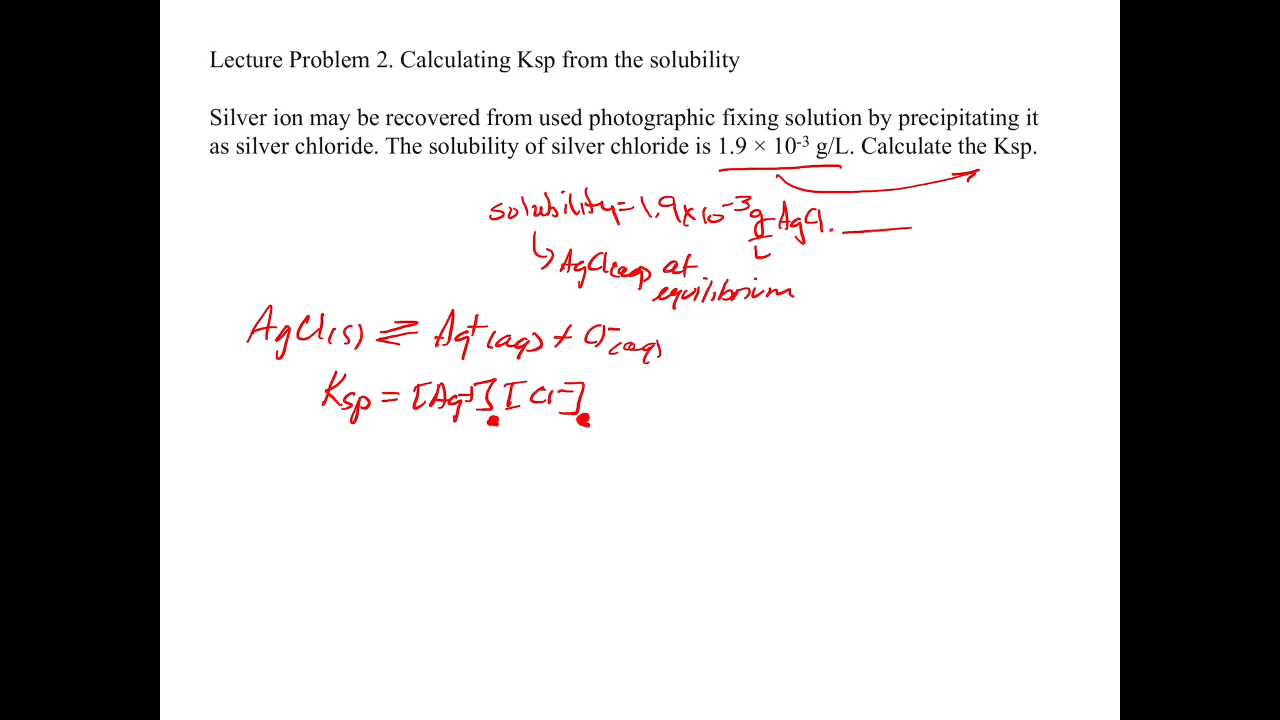 Lecture Problem 2. Calculating Ksp from the solubility
Silver ion may be recovered from used photographic fixing solution by precipitating it
as silver chloride. The solubility of silver chloride is 1.9 × 10⁻³ g/L. Calculate the Ksp.
solubility = 1.9 × 10⁻³ g/L AgCl.
↳ AgCl(aq) at
equilibrium
AgCl(s) ⇌ Ag⁺(aq) + Cl⁻(aq)
Ksp = [Ag⁺][Cl⁻]